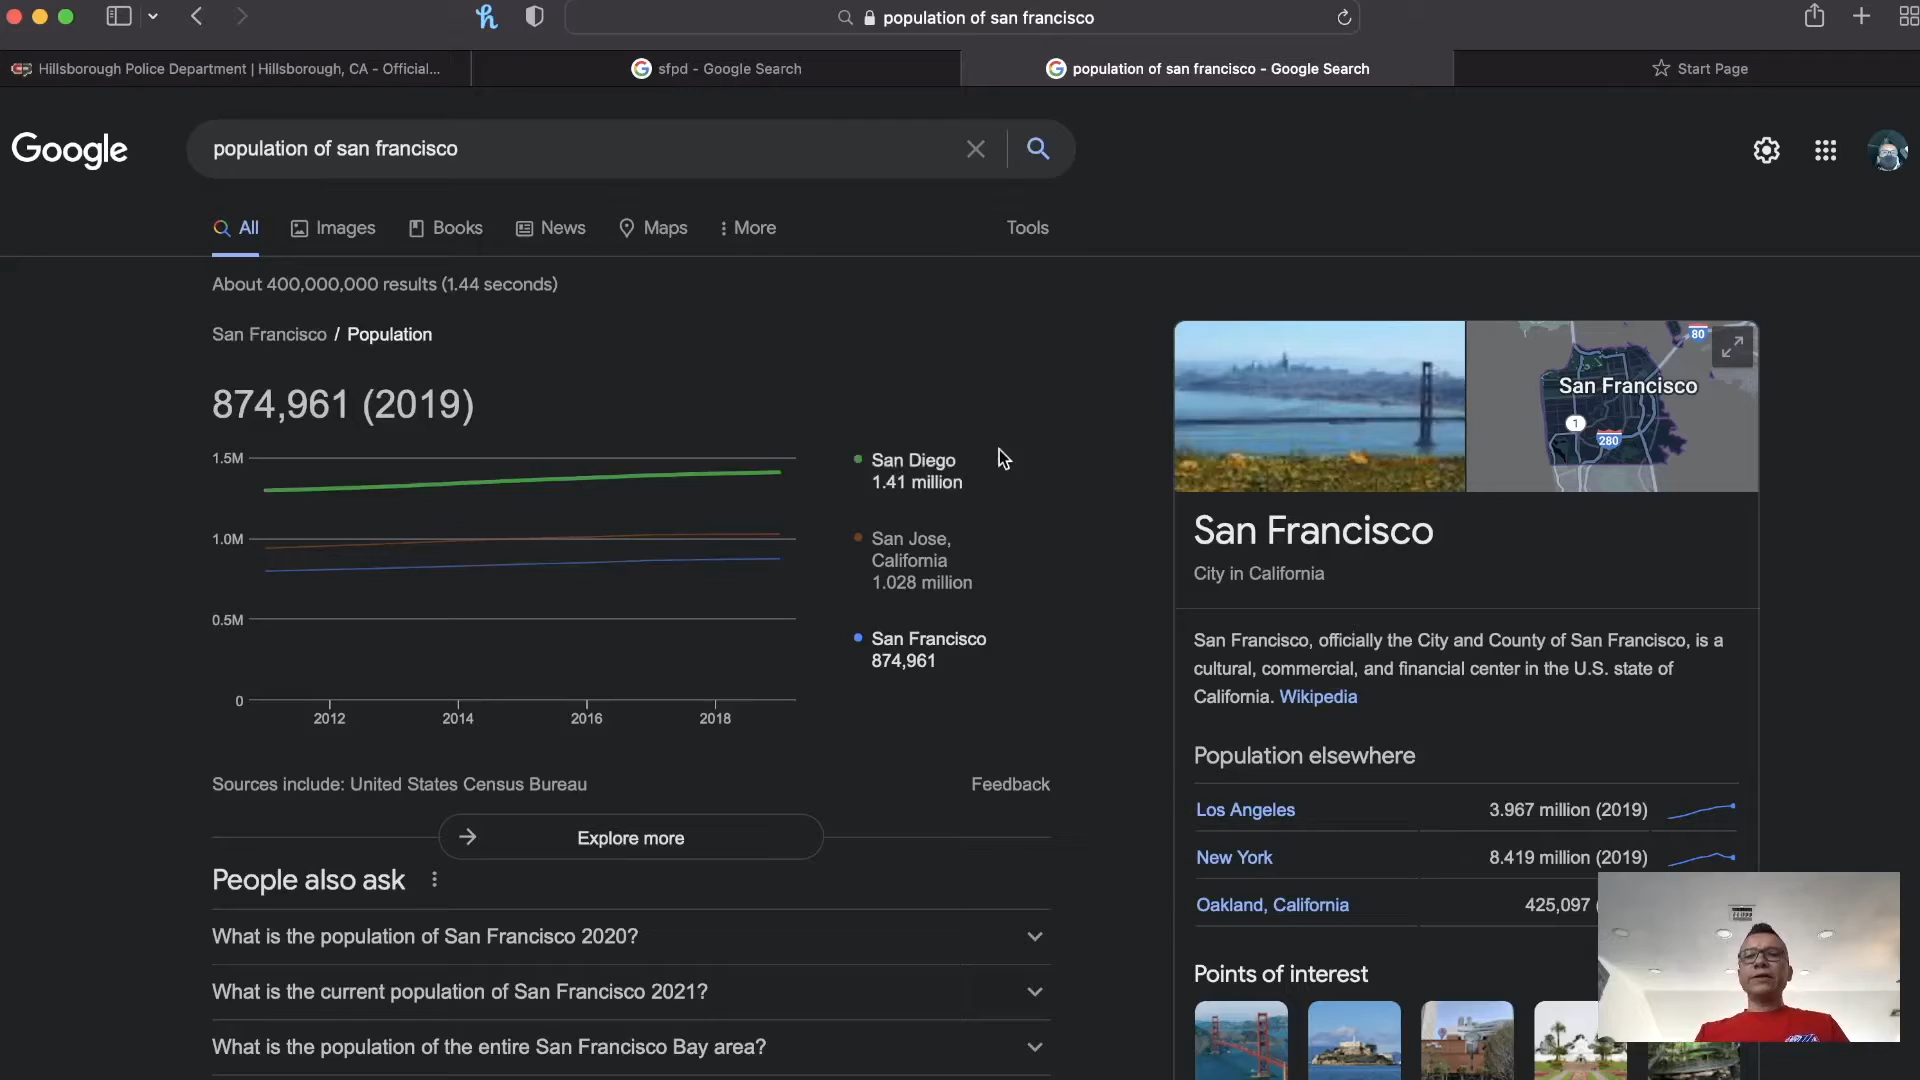 population of san francisco
Hillsborough Police Department | Hillsborough, CA - Official...
sfpd - Google Search
population of san francisco - Google Search
Start Page
Google
population of san francisco
All
Images
Books
News
Maps
More
Tools
About 400,000,000 results (1.44 seconds)
San Francisco / Population
874,961 (2019)
1.5M
1.0M
0.5M
0
2012
2014
2016
2018
San Diego
1.41 million
San Jose,
California
1.028 million
San Francisco
874,961
Sources include: United States Census Bureau
Feedback
Explore more
People also ask
What is the population of San Francisco 2020?
What is the current population of San Francisco 2021?
What is the population of the entire San Francisco Bay area?
San Francisco
80
1
280
San Francisco
City in California
San Francisco, officially the City and County of San Francisco, is a
cultural, commercial, and financial center in the U.S. state of
California. Wikipedia
Population elsewhere
Los Angeles 3.967 million (2019)
New York 8.419 million (2019)
Oakland, California 425,097 (
Points of interest